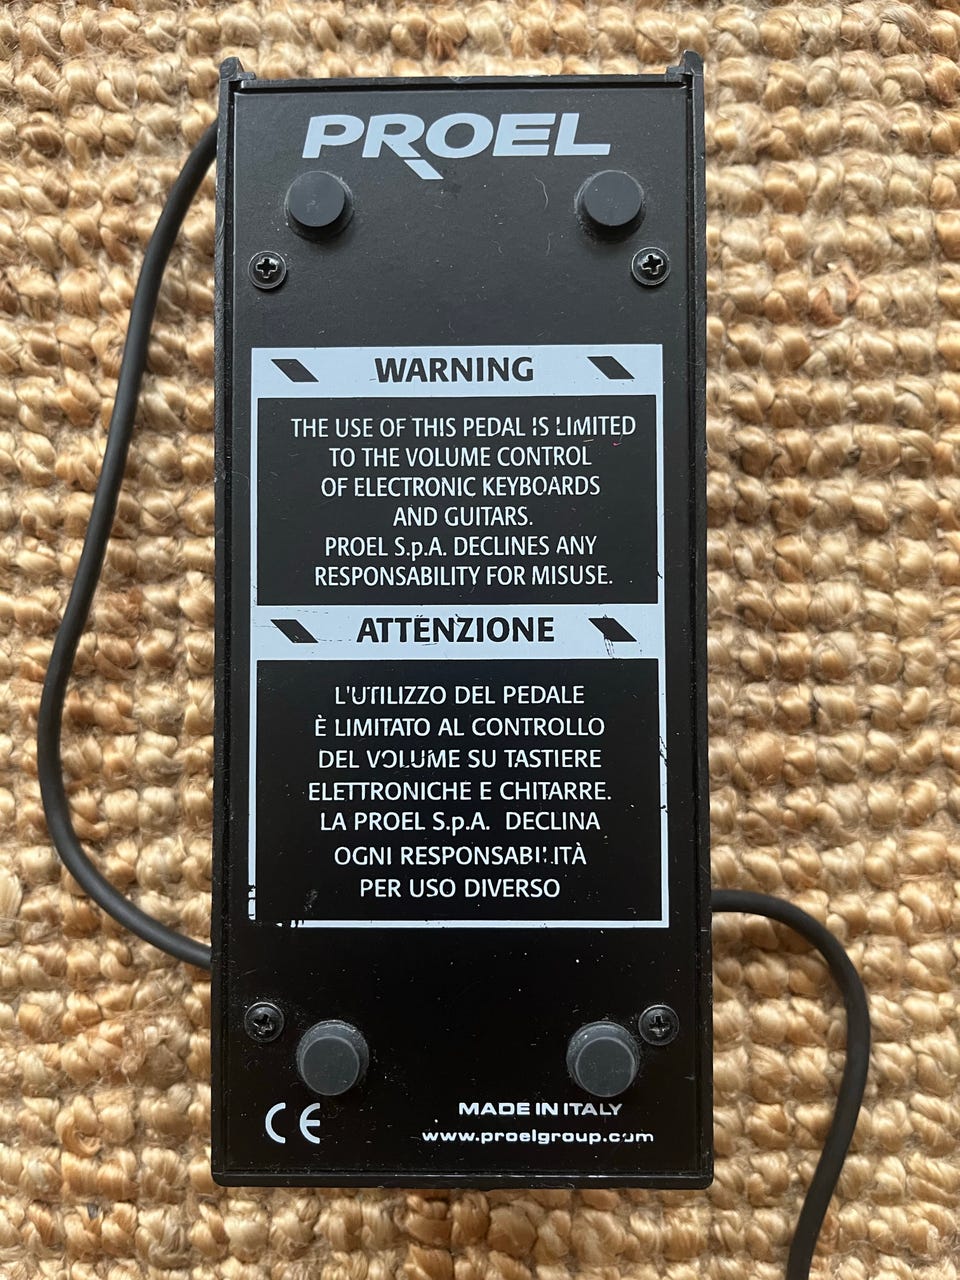 PROEL
WARNING
THE USE OF THIS PEDAL IS LIMITED
TO THE VOLUME CONTROL
OF ELECTRONIC KEYBOARDS
AND GUITARS.
PROEL S.p.A. DECLINES ANY
RESPONSABILITY FOR MISUSE.
ATTENZIONE
L'UTILIZZO DEL PEDALE
È LIMITATO AL CONTROLLO
DEL VOLUME SU TASTIERE
ELETTRONICHE E CHITARRE.
LA PROEL S.p.A. DECLINA
OGNI RESPONSABILITÀ
PER USO DIVERSO
CE
MADE IN ITALY
www.proelgroup.com